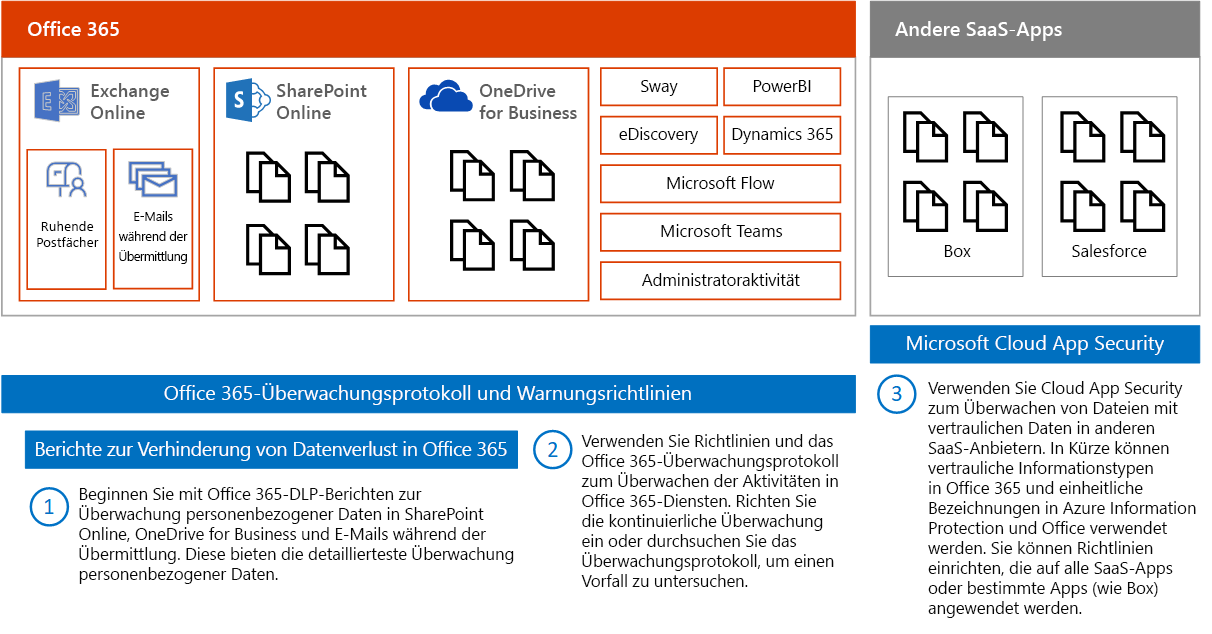 Office 365
Exchange
Online
Ruhende
Postfächer
E-Mails
während der
Übermittlung
SharePoint
Online
OneDrive
for Business
Sway
PowerBI
eDiscovery
Dynamics 365
Microsoft Flow
Microsoft Teams
Administratoraktivität
Andere SaaS-Apps
Box
Salesforce
Office 365-Überwachungsprotokoll und Warnungsrichtlinien
Berichte zur Verhinderung von Datenverlust in Office 365
1
Beginnen Sie mit Office 365-DLP-Berichten zur
Überwachung personenbezogener Daten in SharePoint
Online, OneDrive for Business und E-Mails während der
Übermittlung. Diese bieten die detaillierteste Überwachung
personenbezogener Daten.
2
Verwenden Sie Richtlinien und das
Office 365-Überwachungsprotokoll
zum Überwachen der Aktivitäten in
Office 365-Diensten. Richten Sie
die kontinuierliche Überwachung
ein oder durchsuchen Sie das
Überwachungsprotokoll, um einen
Vorfall zu untersuchen.
Microsoft Cloud App Security
3
Verwenden Sie Cloud App Security
zum Überwachen von Dateien mit
vertraulichen Daten in anderen
SaaS-Anbietern. In Kürze können
vertrauliche Informationstypen
in Office 365 und einheitliche
Bezeichnungen in Azure Information
Protection und Office verwendet
werden. Sie können Richtlinien
einrichten, die auf alle SaaS-Apps
oder bestimmte Apps (wie Box)
angewendet werden.